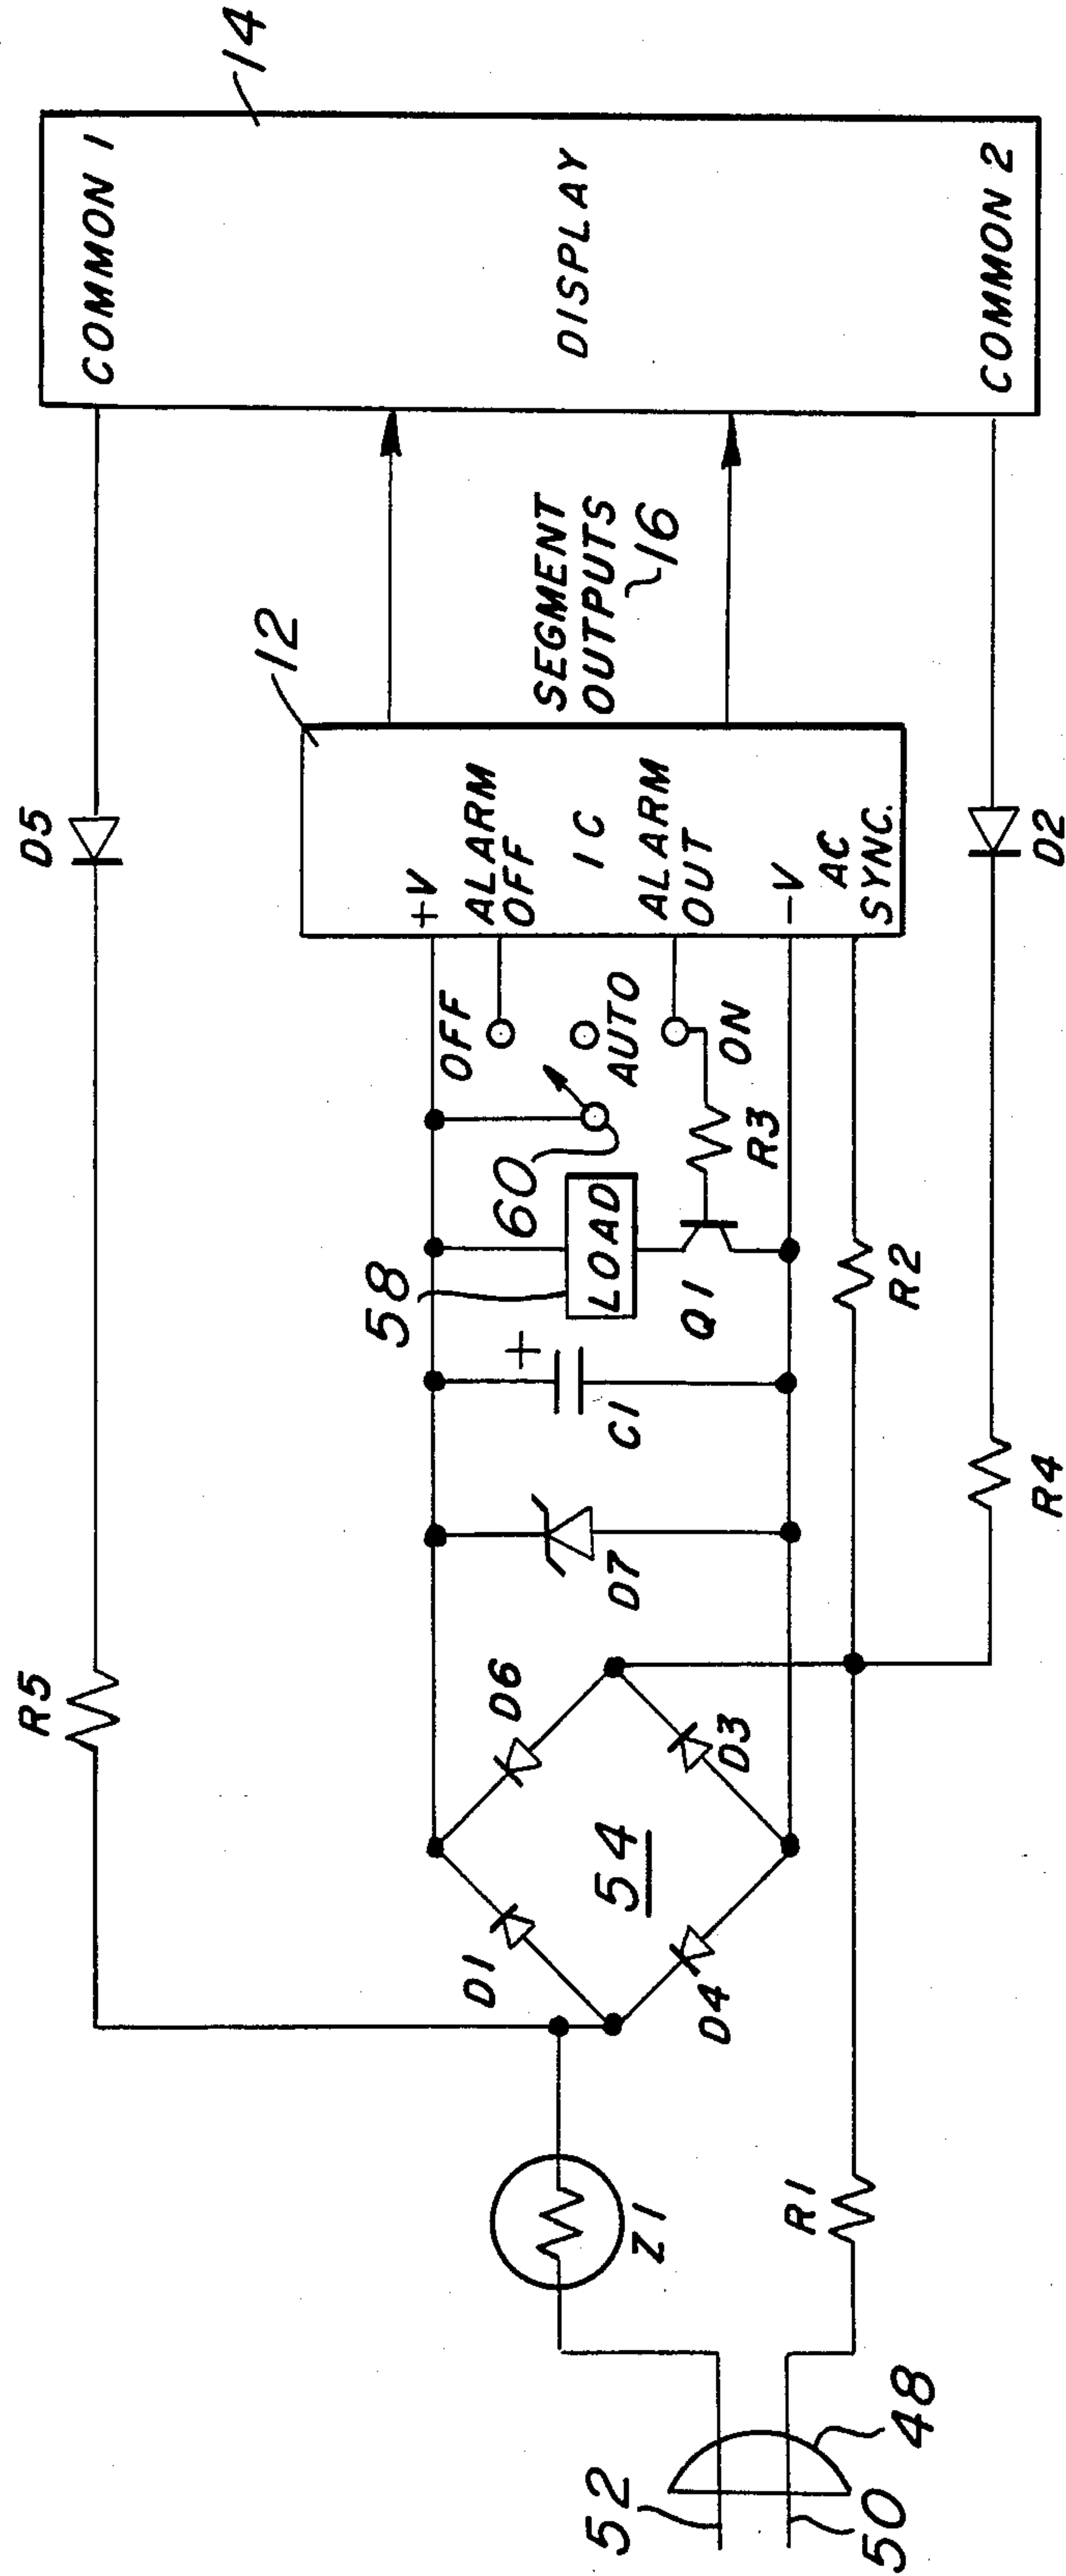 14
COMMON 1
DISPLAY
COMMON 2
D5
12
SEGMENT
OUTPUTS
16
+V
ALARM
OFF
IC
ALARM
OUT
-V
AC
SYNC.
D2
OFF
AUTO
ON
60
58
LOAD
Q1
R3
R2
+
C1
D7
R4
R5
D6
D3
54
D1
D4
Z1
R1
52
50
48